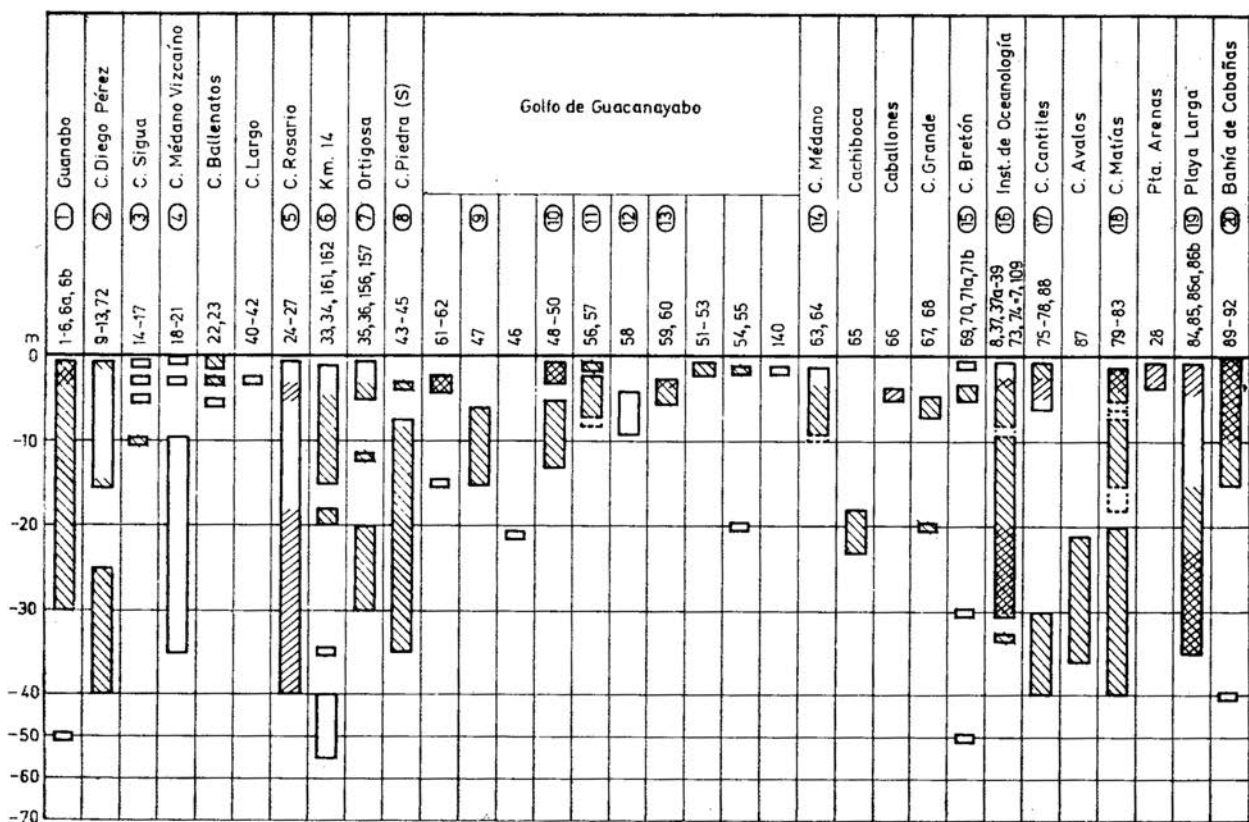 ① Guanabo
② C. Diego Pérez
③ C. Sigua
④ C. Médano Vizcaíno
C. Ballenatos
C. Largo
⑤ C. Rosario
⑥ Km. 14
⑦ Ortigosa
⑧ C. Piedra (S)
Golfo de Guacanayabo
⑨
⑩
⑪
⑫
⑬
⑭ C. Médano
Cachiboca
Caballones
C. Grande
⑮ C. Bretón
⑯ Inst. de Oceanología
⑰ C. Cantiles
C. Avalos
⑱ C. Matías
Pta. Arenas
⑲ Playa Larga
⑳ Bahía de Cabañas
m
1-6, 6a, 6b
9-13, 72
14-17
18-21
22, 23
40-42
24-27
33, 34, 161, 162
35, 36, 156, 157
43-45
61-62
47
46
48-50
56, 57
58
59, 60
51-53
54, 55
140
63, 64
65
66
67, 68
69, 70, 71a, 71b
8, 37, 37a-39
73, 74-7, 109
75-78, 88
87
79-83
28
84, 85, 86a, 86b
89-92
0
-10
-20
-30
-40
-50
-60
-70